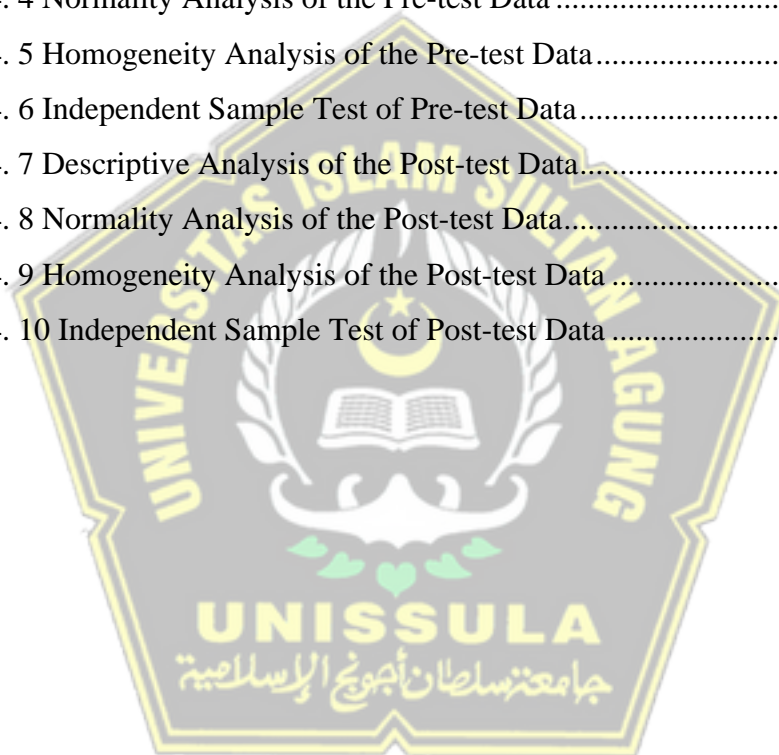 . 4 Normality Analysis of the Pre-test Data ........................
. 5 Homogeneity Analysis of the Pre-test Data ........................
. 6 Independent Sample Test of Pre-test Data ........................
. 7 Descriptive Analysis of the Post-test Data ........................
. 8 Normality Analysis of the Post-test Data ........................
. 9 Homogeneity Analysis of the Post-test Data ........................
. 10 Independent Sample Test of Post-test Data ........................
UNIVERSITAS ISLAM SULTAN AGUNG
UNISSULA
جامعنسلطان أجونج الإسلامية